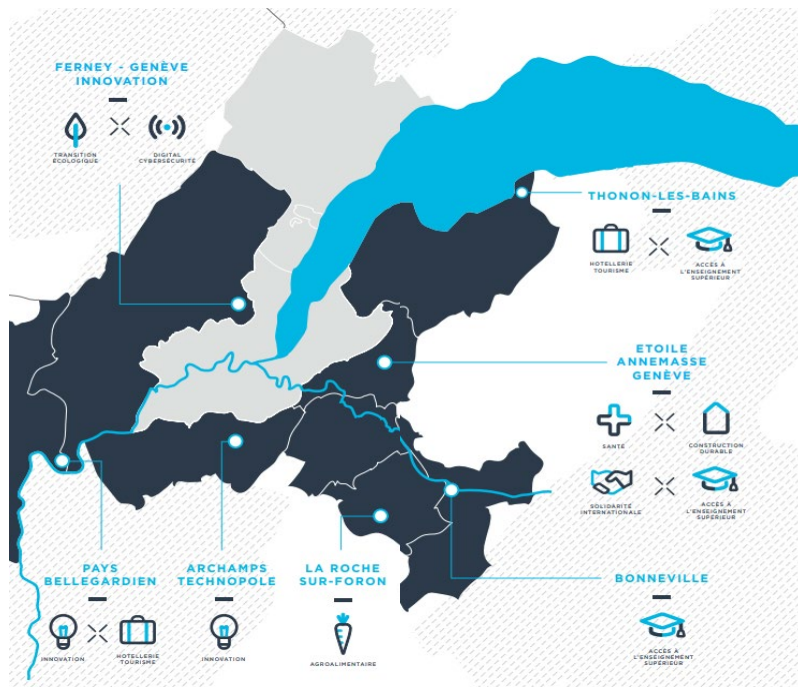 FERNEY - GENÈVE
INNOVATION
TRANSITION
ÉCOLOGIQUE
DIGITAL
CYBERSÉCURITÉ
THONON-LES-BAINS
HOTELLERIE
TOURISME
ACCÈS A
L'ENSEIGNEMENT
SUPÉRIEUR
ETOILE
ANNEMASSE
GENÈVE
SANTÉ
CONSTRUCTION
DURABLE
SOLIDARITÉ
INTERNATIONALE
ACCÈS A
L'ENSEIGNEMENT
SUPÉRIEUR
PAYS
BELLEGARDIEN
INNOVATION
HOTELLERIE
TOURISME
ARCHAMPS
TECHNOPOLE
INNOVATION
LA ROCHE
SUR-FORON
AGROALIMENTAIRE
BONNEVILLE
ACCÈS A
L'ENSEIGNEMENT
SUPÉRIEUR